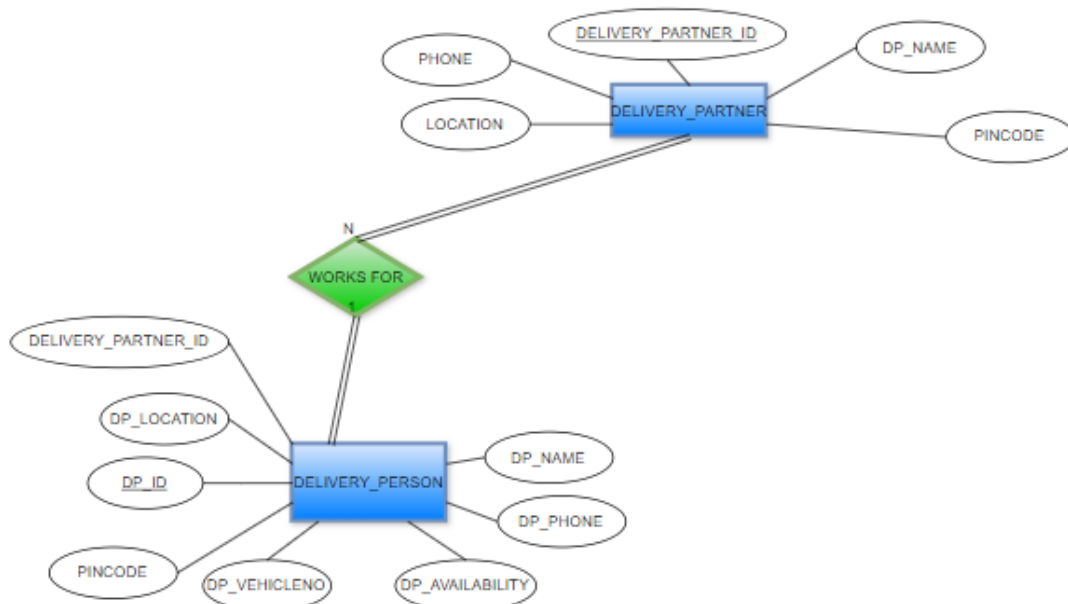 DELIVERY_PARTNER_ID
DP_NAME
PHONE
DELIVERY_PARTNER
LOCATION
PINCODE
N
WORKS FOR
1
DELIVERY_PARTNER_ID
DP_LOCATION
DP_NAME
DP_ID
DELIVERY_PERSON
DP_PHONE
PINCODE
DP_VEHICLENO
DP_AVAILABILITY